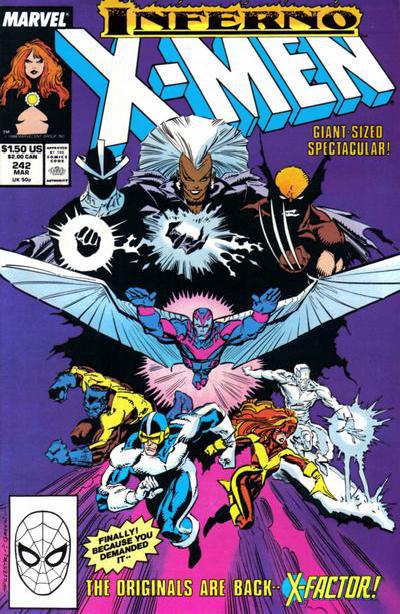 INFERNO
MARVEL
X-MEN
TM
GIANT-SIZED
SPECTACULAR!
$1.50 US
$2.00 CAN
242
MAR
UK 50p
APPROVED
BY THE
COMICS
CODE
AUTHORITY
FINALLY!
BECAUSE YOU
DEMANDED
IT--
THE ORIGINALS ARE BACK-- X-FACTOR!